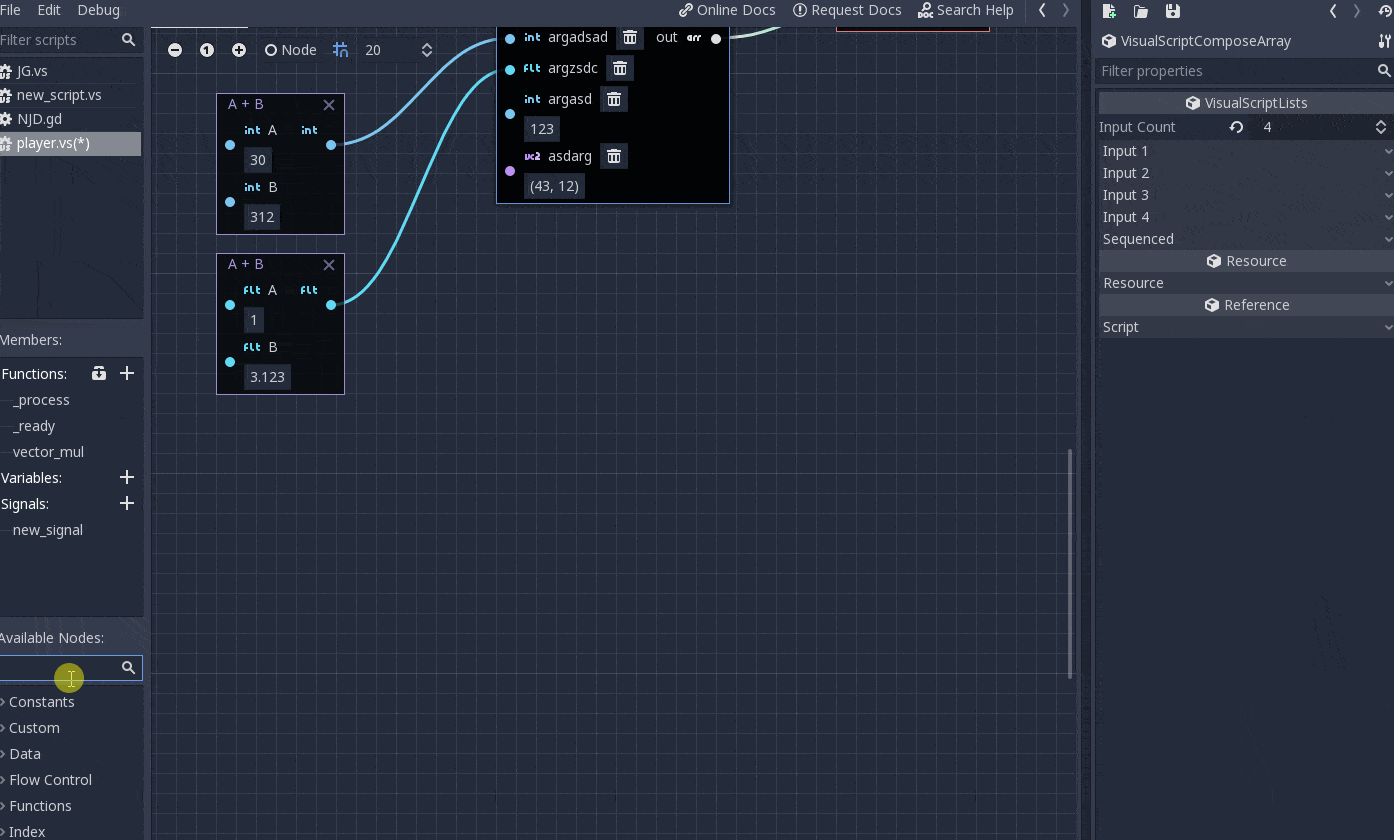 File Edit Debug
Online Docs Request Docs Search Help
Filter scripts
JG.vs
new_script.vs
NJD.gd
player.vs(*)
Members:
Functions:
_process
_ready
vector_mul
Variables:
Signals:
new_signal
Available Nodes:
Constants
Custom
Data
Flow Control
Functions
Index
1 Node 20
A + B
int A int
30
int B
312
A + B
flt A flt
1
flt B
3.123
int argadsad out arr
flt argzsdc
int argasd
123
vc2 asdarg
(43, 12)
VisualScriptComposeArray
Filter properties
VisualScriptLists
Input Count 4
Input 1
Input 2
Input 3
Input 4
Sequenced
Resource
Resource
Reference
Script